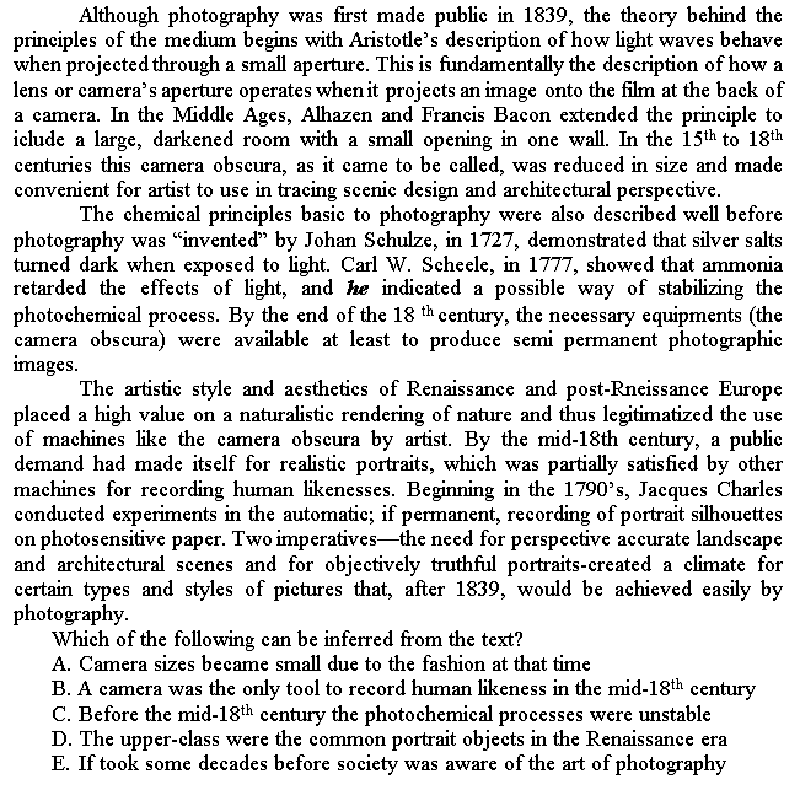 Although photography was first made public in 1839, the theory behind the
principles of the medium begins with Aristotle's description of how light waves behave
when projected through a small aperture. This is fundamentally the description of how a
lens or camera's aperture operates when it projects an image onto the film at the back of
a camera. In the Middle Ages, Alhazen and Francis Bacon extended the principle to
iclude a large, darkened room with a small opening in one wall. In the 15th to 18th
centuries this camera obscura, as it came to be called, was reduced in size and made
convenient for artist to use in tracing scenic design and architectural perspective.
The chemical principles basic to photography were also described well before
photography was “invented” by Johan Schulze, in 1727, demonstrated that silver salts
turned dark when exposed to light. Carl W. Scheele, in 1777, showed that ammonia
retarded the effects of light, and he indicated a possible way of stabilizing the
photochemical process. By the end of the 18 th century, the necessary equipments (the
camera obscura) were available at least to produce semi permanent photographic
images.
The artistic style and aesthetics of Renaissance and post-Rneissance Europe
placed a high value on a naturalistic rendering of nature and thus legitimatized the use
of machines like the camera obscura by artist. By the mid-18th century, a public
demand had made itself for realistic portraits, which was partially satisfied by other
machines for recording human likenesses. Beginning in the 1790's, Jacques Charles
conducted experiments in the automatic; if permanent, recording of portrait silhouettes
on photosensitive paper. Two imperatives—the need for perspective accurate landscape
and architectural scenes and for objectively truthful portraits-created a climate for
certain types and styles of pictures that, after 1839, would be achieved easily by
photography.
Which of the following can be inferred from the text?
A. Camera sizes became small due to the fashion at that time
B. A camera was the only tool to record human likeness in the mid-18th century
C. Before the mid-18th century the photochemical processes were unstable
D. The upper-class were the common portrait objects in the Renaissance era
E. If took some decades before society was aware of the art of photography